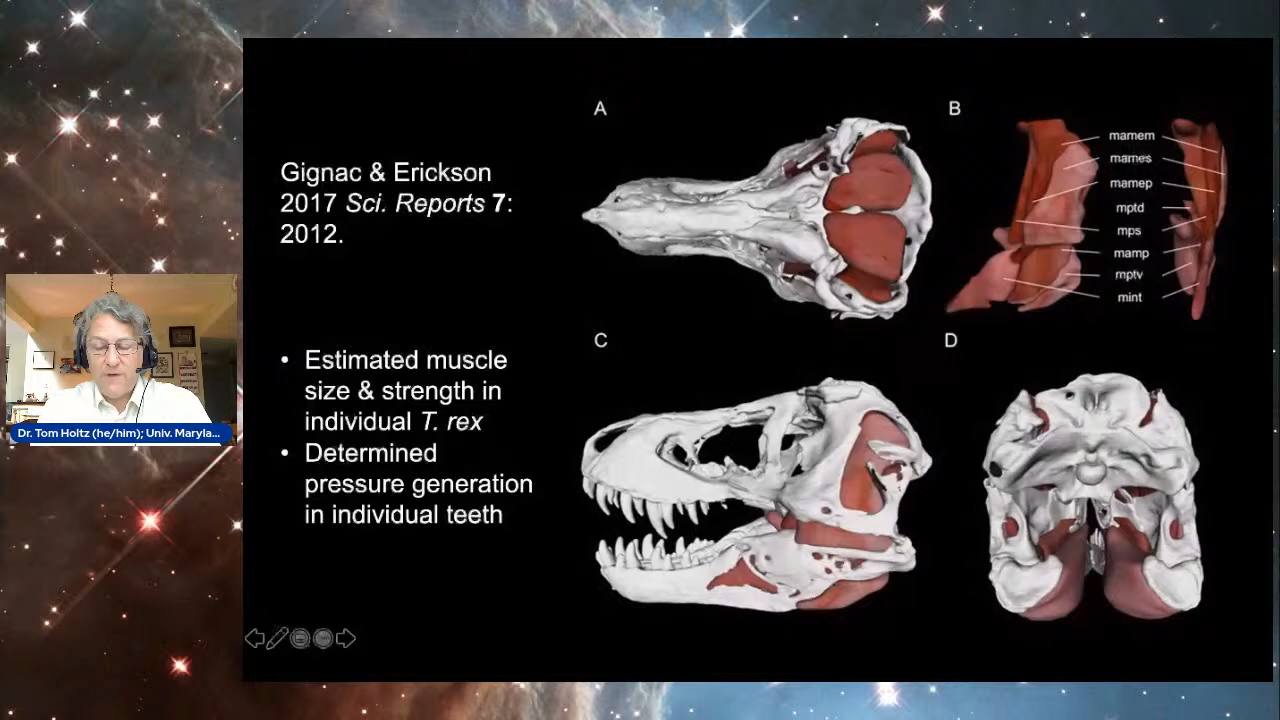 Gignac & Erickson
2017 Sci. Reports 7:
2012.
• Estimated muscle
size & strength in
individual T. rex
• Determined
pressure generation
in individual teeth
A
B
mamem
mames
mamep
mptd
mps
mamp
mptv
mint
C
D
Dr. Tom Holtz (he/him); Univ. Maryla...